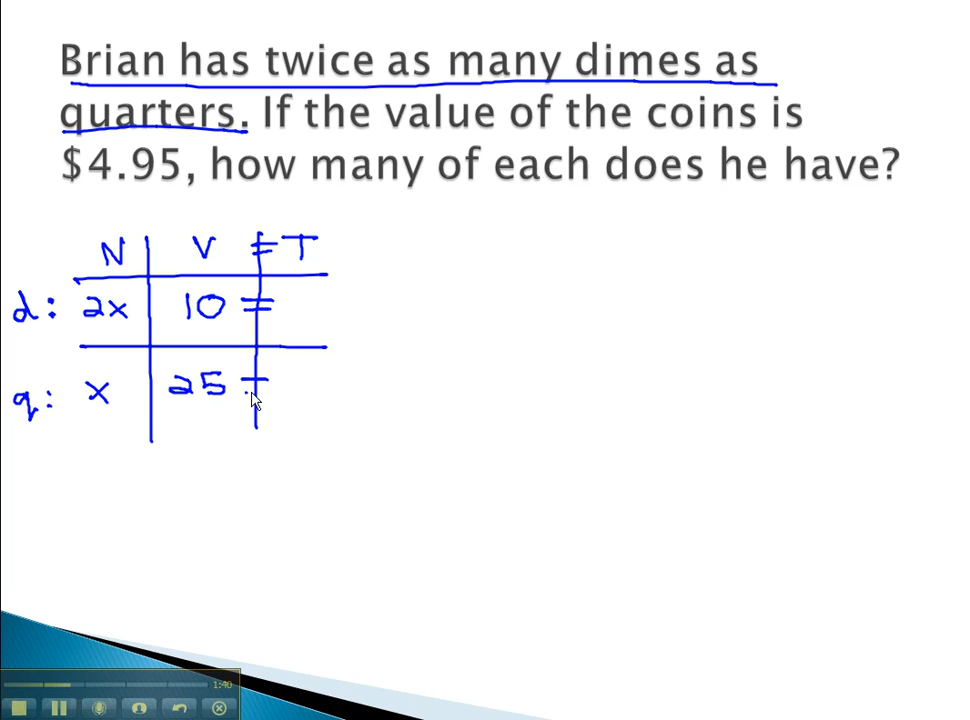 Brian has twice as many dimes as
quarters. If the value of the coins is
$4.95, how many of each does he have?
N V = T
d: 2x 10 =
q: x 25 =
1:40